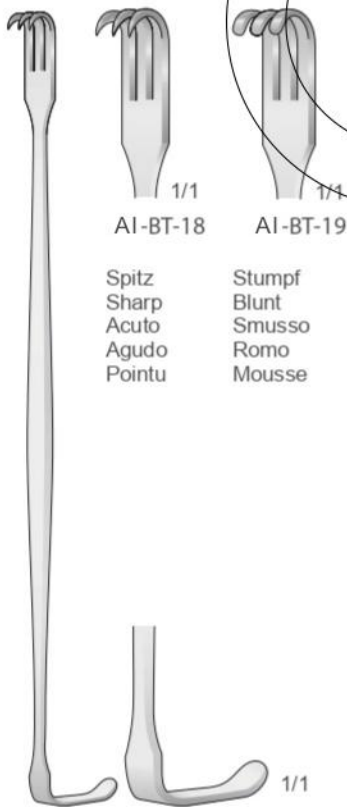 1/1
1/1
AI-BT-18
AI-BT-19
Spitz
Sharp
Acuto
Agudo
Pointu
Stumpf
Blunt
Smusso
Romo
Mousse
1/1